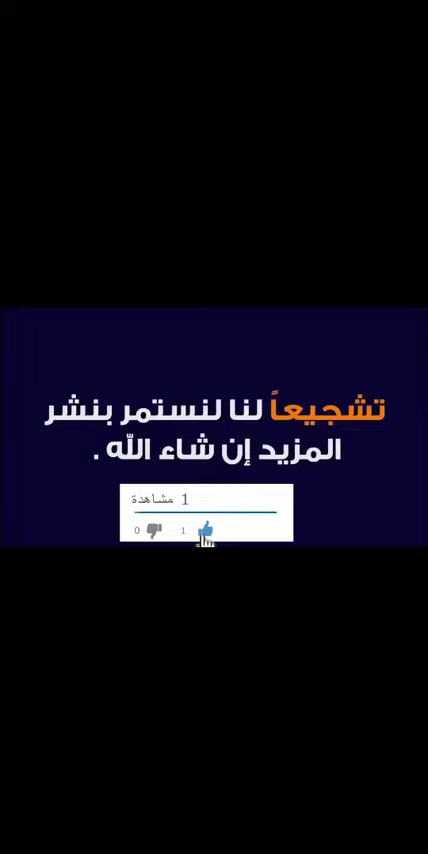 تشجيعاً لنا لنستمر بنشر
المزيد إن شاء الله .
1 مشاهدة
1 0